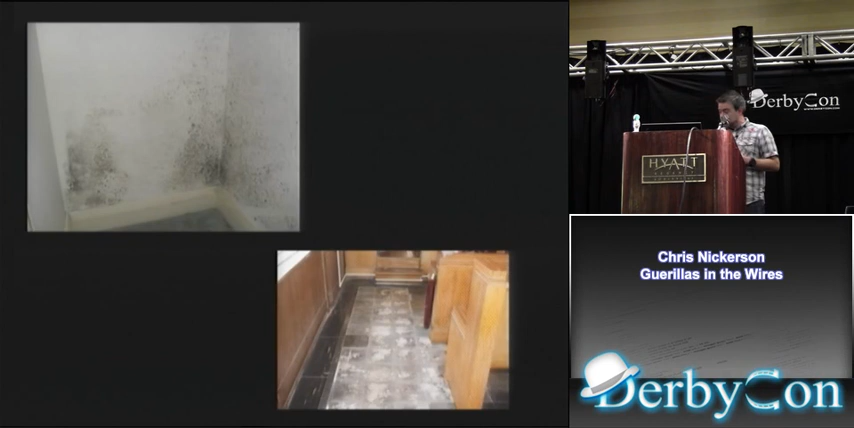 DerbyCon
HYATT
Chris Nickerson
Guerillas in the Wires
DerbyCon